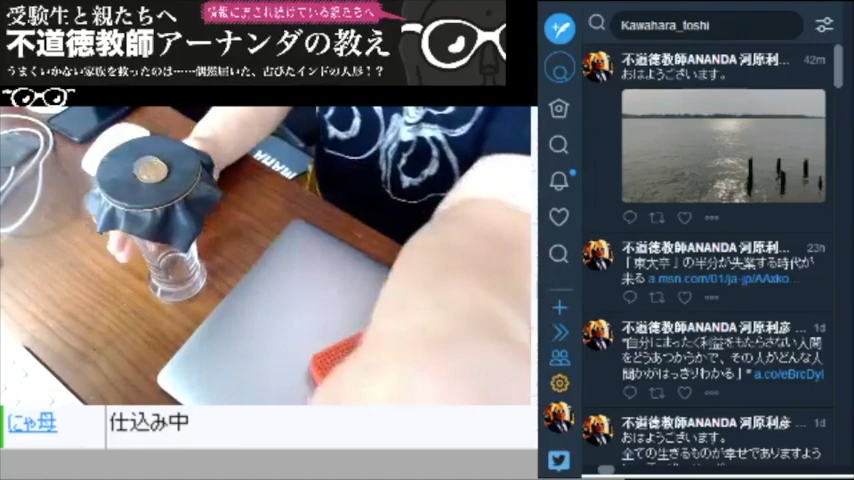 受験生と親たちへ
情報におされ続けている親たちへ
不道徳教師アーナンダの教え
うまくいかない家族を救ったのは……偶然届いた、古びたインドの人形！？
にゃ母
仕込み中
Kawahara_toshi
不道徳教師ANANDA 河原利... 42m
おはようございます。
不道徳教師ANANDA 河原利... 23h
「東大卒」の半分が失業する時代が
来る a.msn.com/01/ja-jp/AAxko...
不道徳教師ANANDA 河原利彦 ... 1d
"自分にまったく利益をもたらさない人間
をどうあつかうかで、その人がどんな人
間かがはっきりわかる」" a.co/eBrcDyI
不道徳教師ANANDA 河原利彦 ... 1d
おはようございます。
全ての生きるものが幸せでありますよう